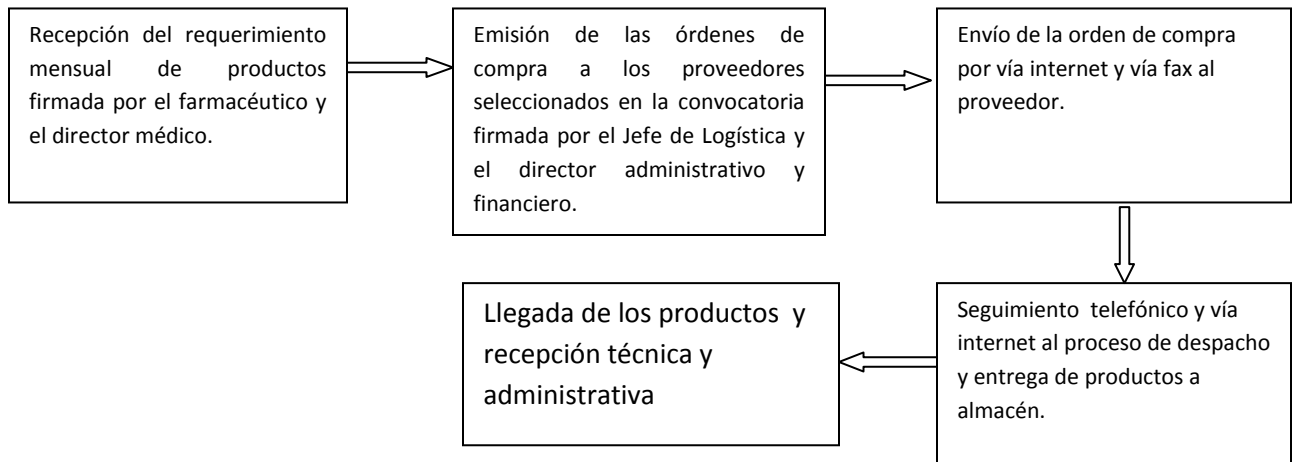 Recepción del requerimiento
mensual de productos
firmada por el farmacéutico y
el director médico.
Emisión de las órdenes de
compra a los proveedores
seleccionados en la convocatoria
firmada por el Jefe de Logística y
el director administrativo y
financiero.
Envío de la orden de compra
por vía internet y vía fax al
proveedor.
Seguimiento telefónico y vía
internet al proceso de despacho
y entrega de productos a
almacén.
Llegada de los productos y
recepción técnica y
administrativa